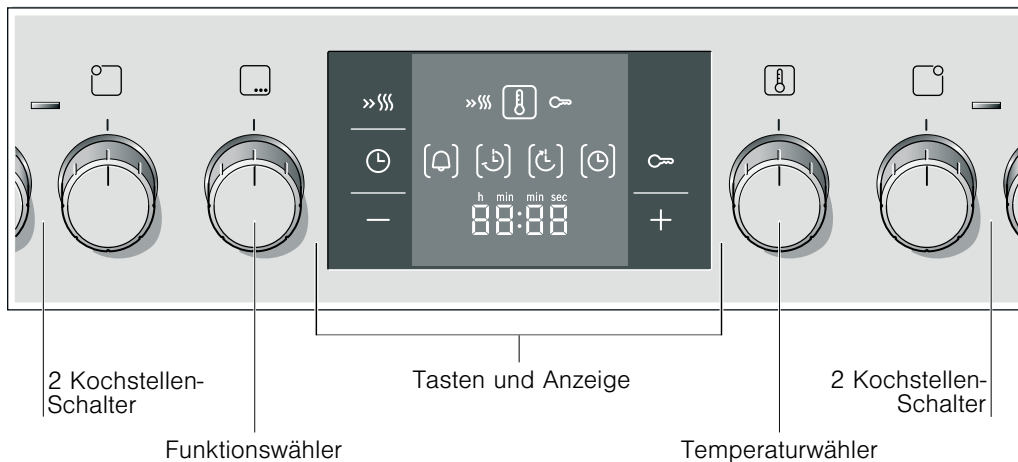 h min min sec
88:88
2 Kochstellen-
Schalter
Tasten und Anzeige
2 Kochstellen-
Schalter
Funktionswähler
Temperaturwähler